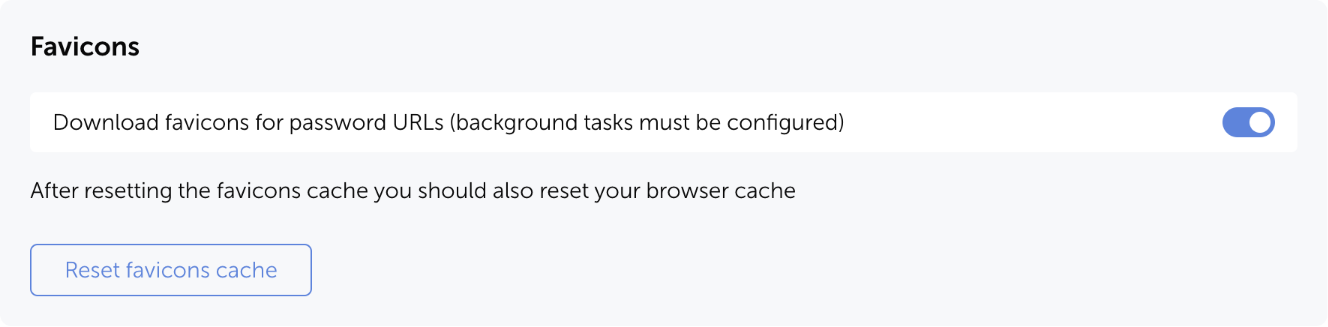 Favicons
Download favicons for password URLs (background tasks must be configured)
After resetting the favicons cache you should also reset your browser cache
Reset favicons cache